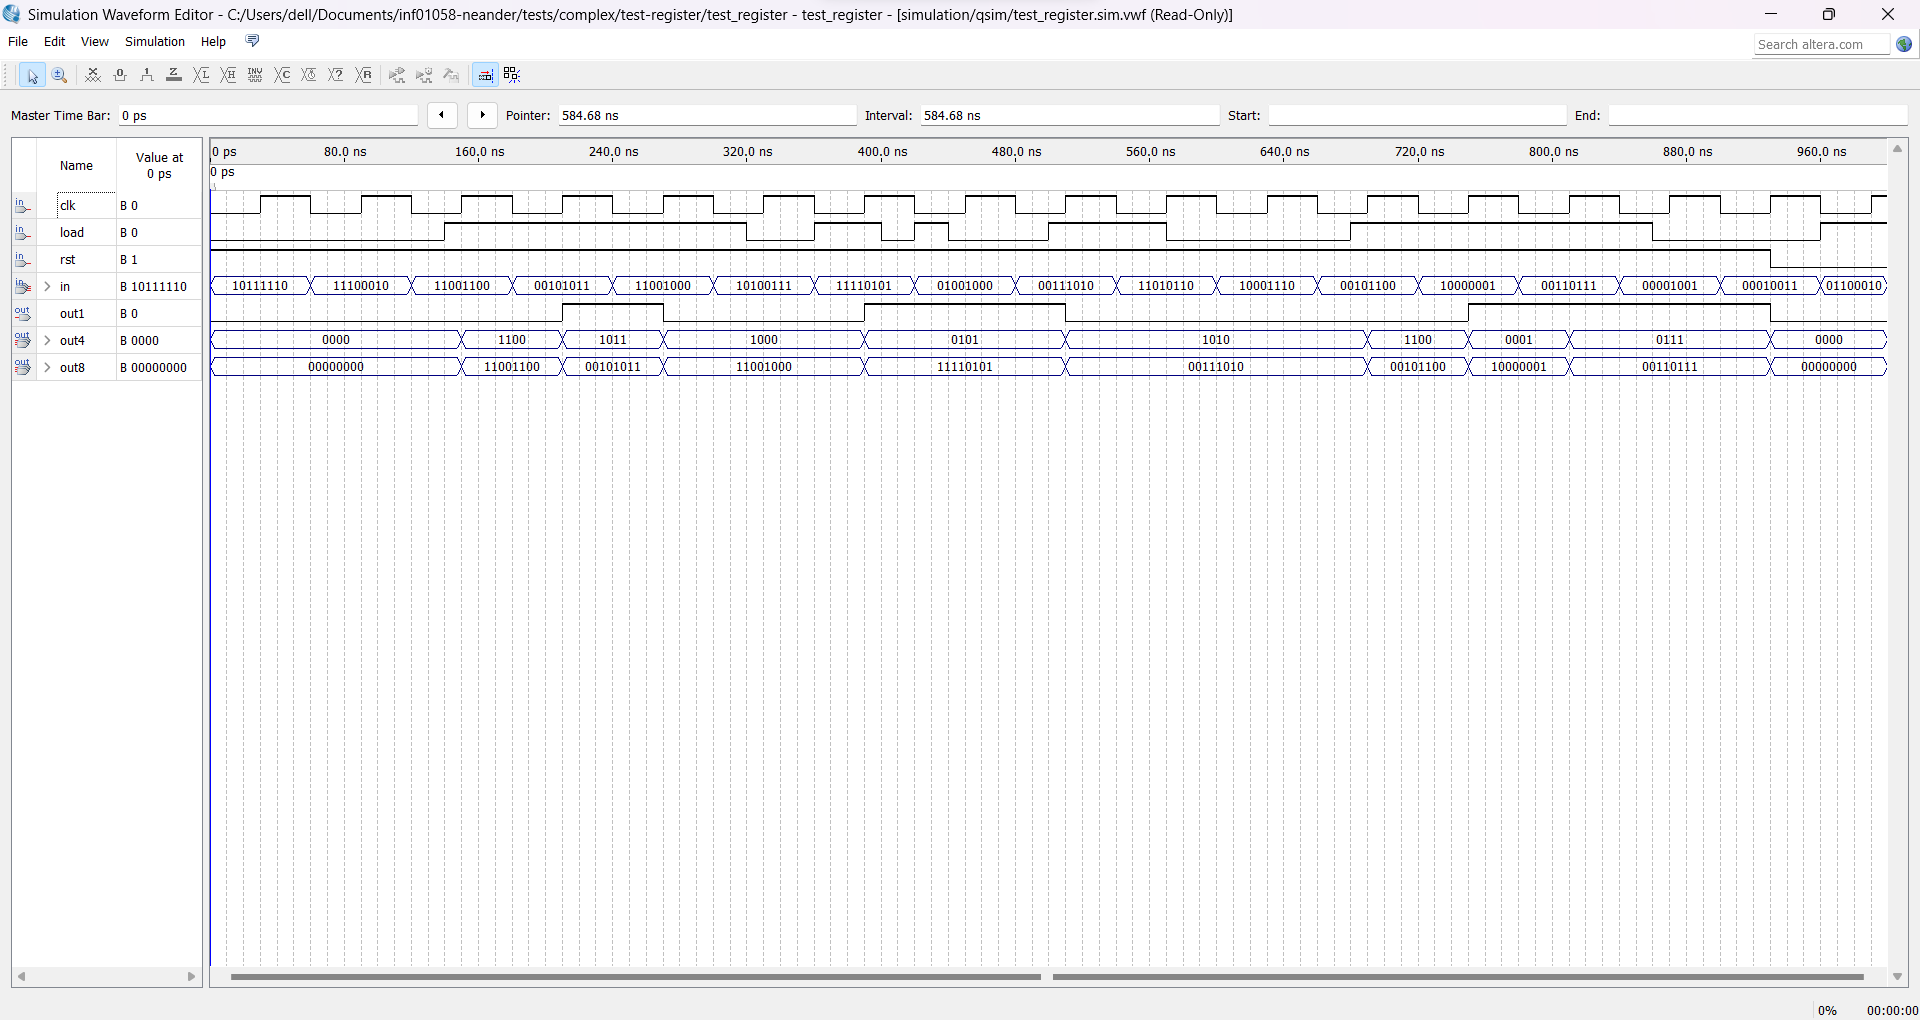 Simulation Waveform Editor - C:/Users/dell/Documents/inf01058-neander/tests/complex/test-register/test_register - test_register - [simulation/qsim/test_register.sim.vwf (Read-Only)]
File Edit View Simulation Help
Search altera.com
Master Time Bar: 0 ps Pointer: 584.68 ns Interval: 584.68 ns Start: End:
Name Value at 0 ps
0 ps 80.0 ns 160.0 ns 240.0 ns 320.0 ns 400.0 ns 480.0 ns 560.0 ns 640.0 ns 720.0 ns 800.0 ns 880.0 ns 960.0 ns
0 ps
clk B 0
load B 0
rst B 1
in B 10111110 10111110 11100010 11001100 00101011 11001000 10100111 11110101 01001000 00111010 11010110 10001110 00101100 10000001 00110111 00001001 00010011 01100010
out1 B 0
out4 B 0000 0000 1100 1011 1000 0101 1010 1100 0001 0111 0000
out8 B 00000000 00000000 11001100 00101011 11001000 11110101 00111010 00101100 10000001 00110111 00000000
0% 00:00:00